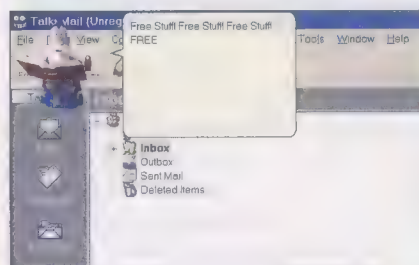 Talks Mail (Unreg
Free Stuff! Free Stuff! Free Stuff!
FREE
File
View
Tools Window Help
Inbox
Outbox
Sent Mail
Deleted Items